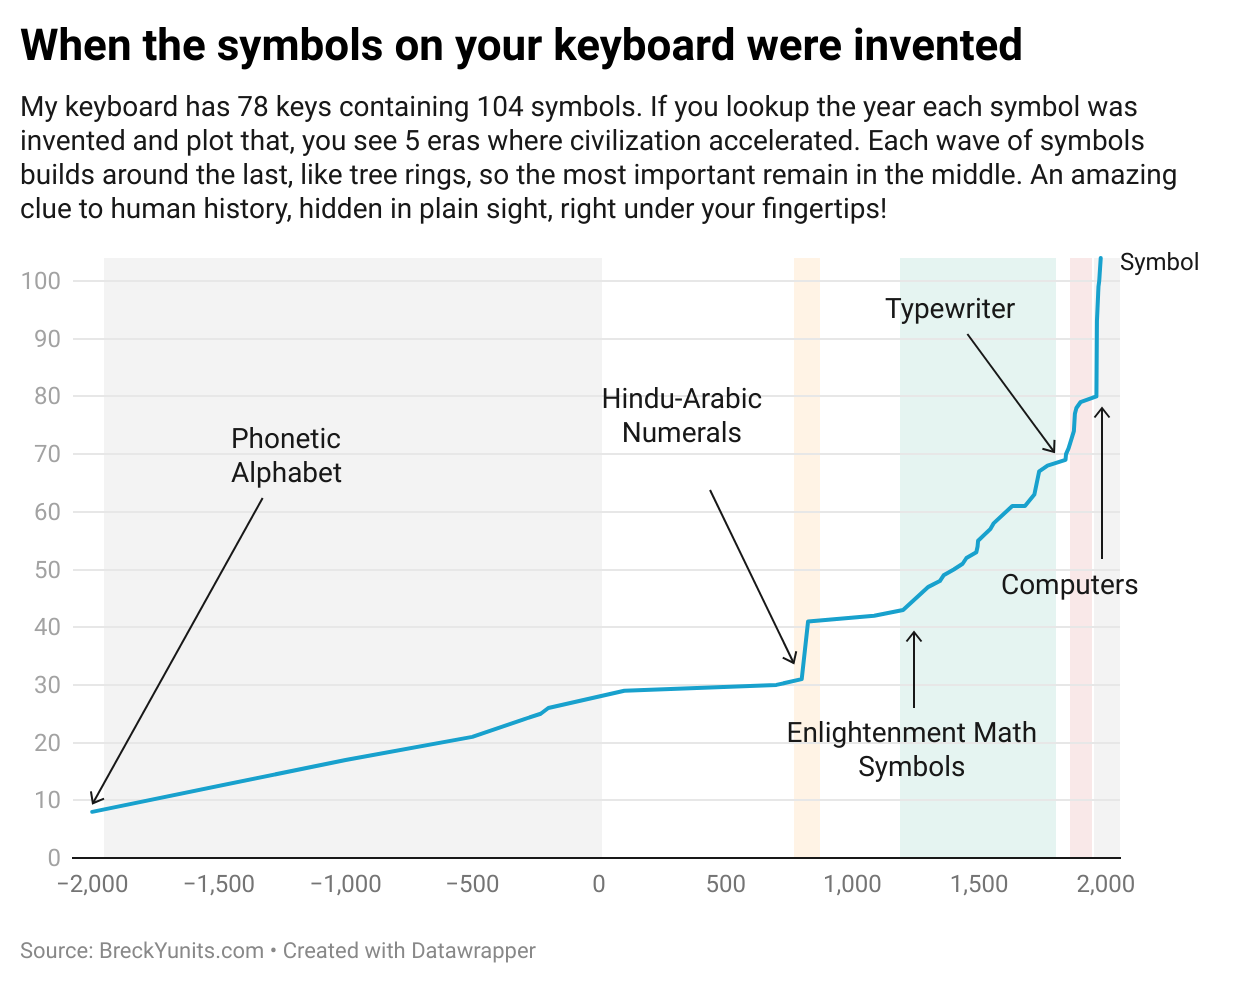 When the symbols on your keyboard were invented
My keyboard has 78 keys containing 104 symbols. If you lookup the year each symbol was
invented and plot that, you see 5 eras where civilization accelerated. Each wave of symbols
builds around the last, like tree rings, so the most important remain in the middle. An amazing
clue to human history, hidden in plain sight, right under your fingertips!
Symbol
100
90
80
70
60
50
40
30
20
10
0
Typewriter
Hindu-Arabic
Numerals
Phonetic
Alphabet
Computers
Enlightenment Math
Symbols
−2,000 −1,500 −1,000 −500 0 500 1,000 1,500 2,000
Source: BreckYunits.com • Created with Datawrapper